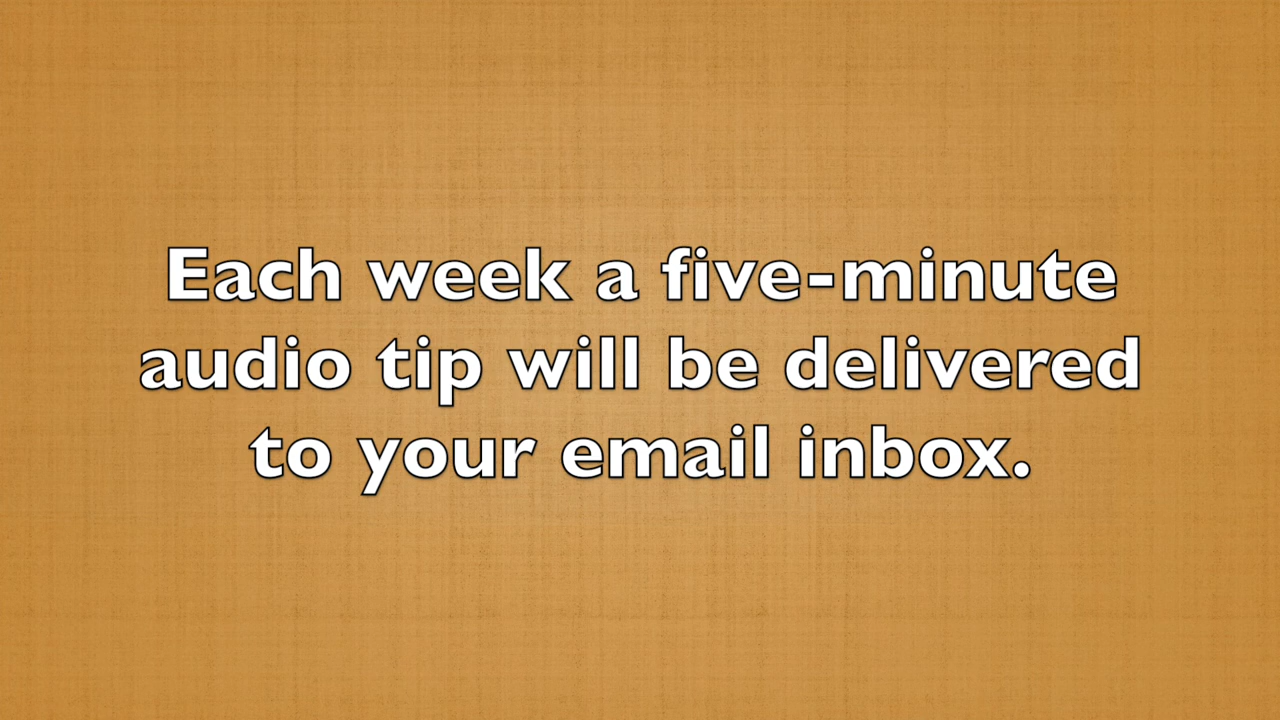 Each week a five-minute
audio tip will be delivered
to your email inbox.